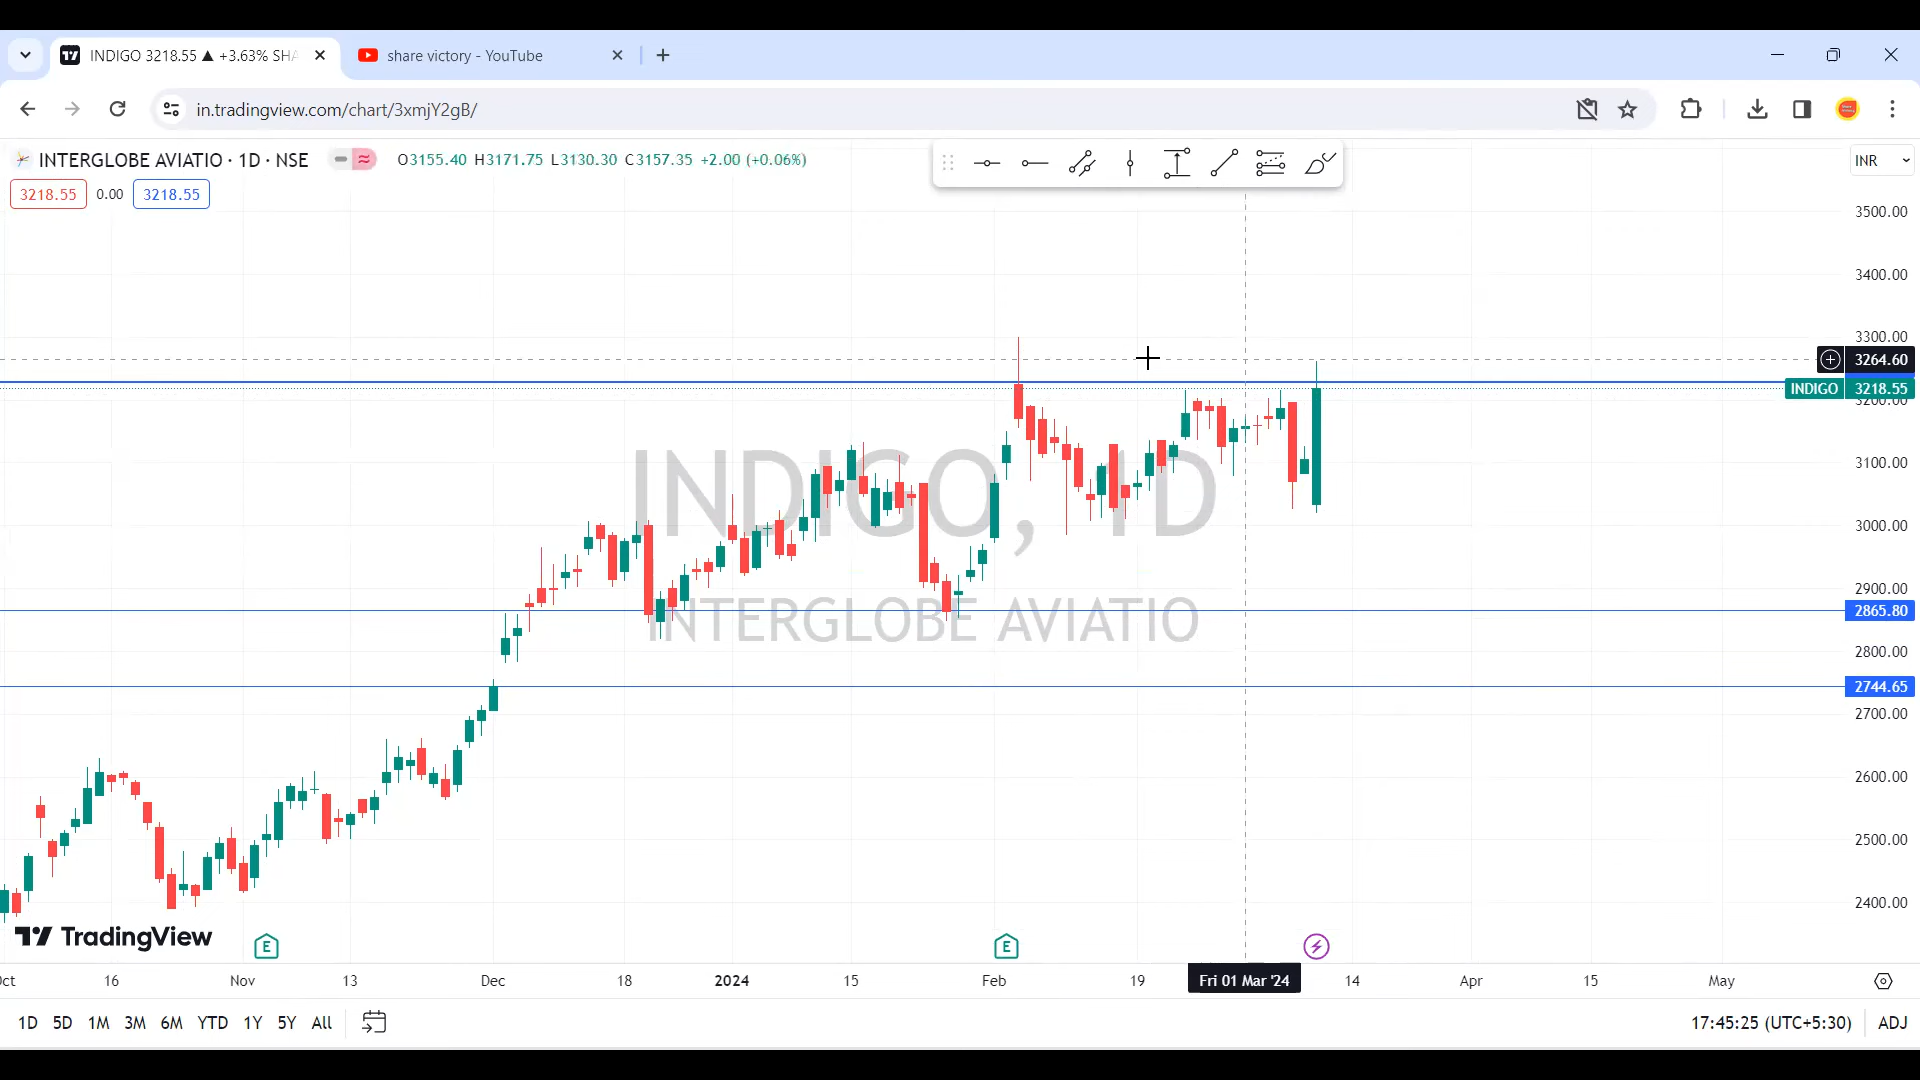 INDIGO 3218.55 ▲ +3.63% SHA
share victory - YouTube
in.tradingview.com/chart/3xmjY2gB/
INTERGLOBE AVIATIO · 1D · NSE
O3155.40 H3171.75 L3130.30 C3157.35 +2.00 (+0.06%)
INR
3218.55 0.00 3218.55
3500.00
3400.00
3300.00
3264.60
INDIGO 3218.55
3200.00
3100.00
3000.00
2900.00
2865.80
2800.00
2744.65
2700.00
2600.00
2500.00
2400.00
INDIGO, 1D
INTERGLOBE AVIATIO
TradingView
E
E
Oct 16 Nov 13 Dec 18 2024 15 Feb 19 Fri 01 Mar '24 14 Apr 15 May
1D 5D 1M 3M 6M YTD 1Y 5Y All
17:45:25 (UTC+5:30) ADJ